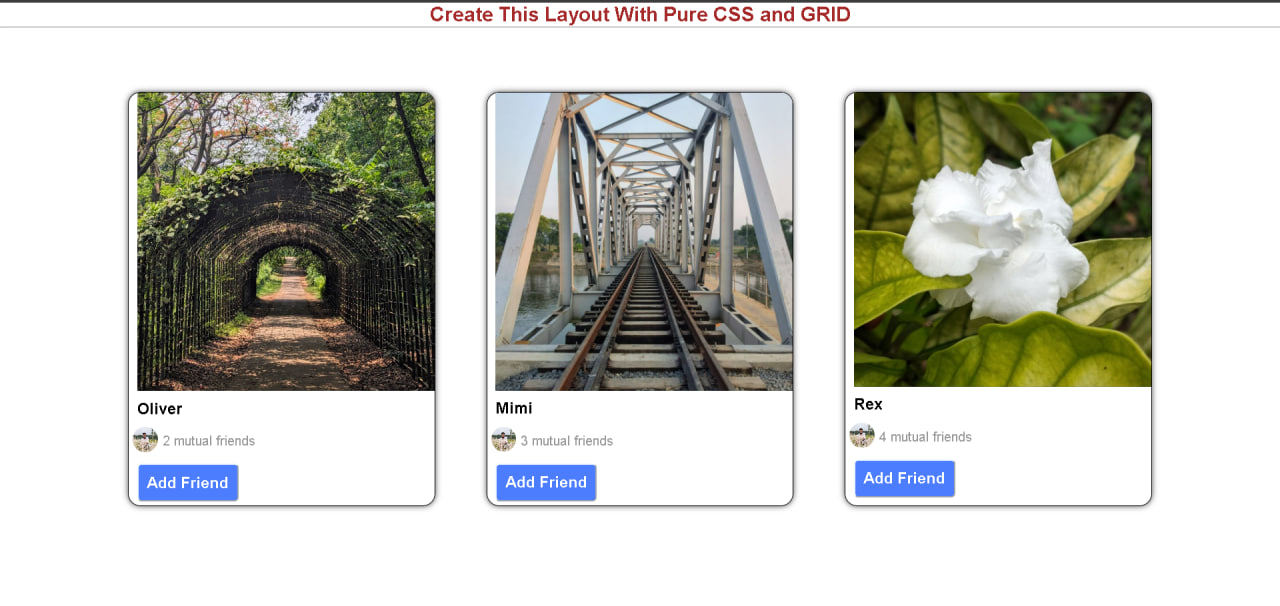 Create This Layout With Pure CSS and GRID
Oliver
2 mutual friends
Add Friend
Mimi
3 mutual friends
Add Friend
Rex
4 mutual friends
Add Friend